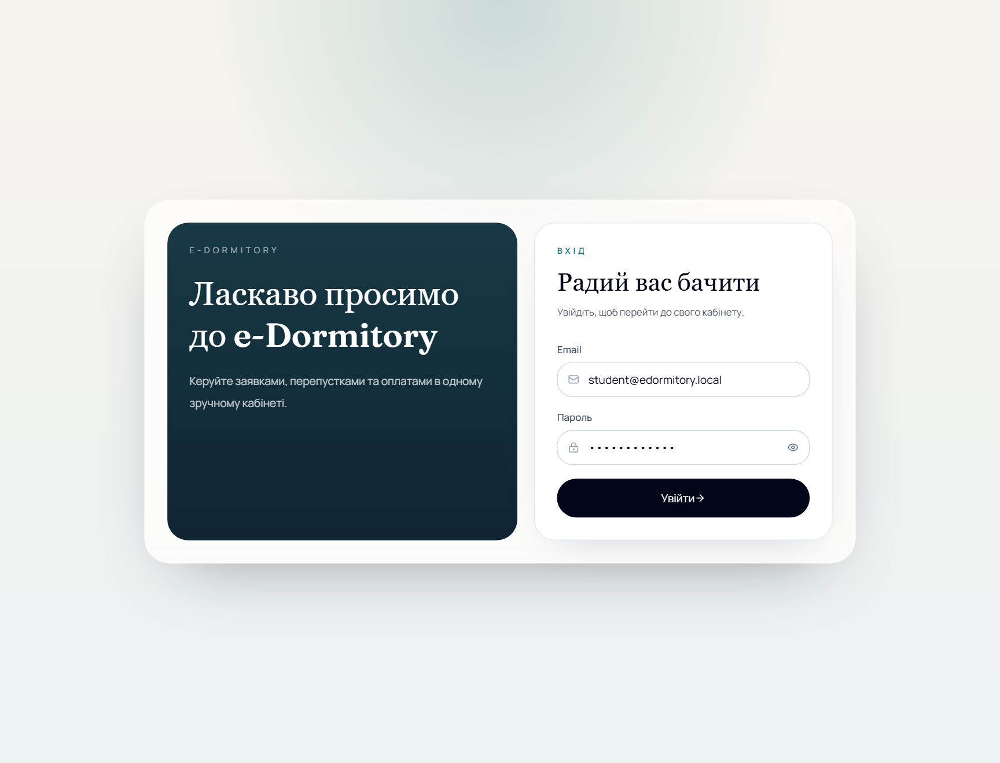 E-DORMITORY
Ласкаво просимо
до e-Dormitory
Керуйте заявками, перепустками та оплатами в одному
зручному кабінеті.
ВХІД
Радий вас бачити
Увійдіть, щоб перейти до свого кабінету.
Email
student@edormitory.local
Пароль
••••••••••••
Увійти→